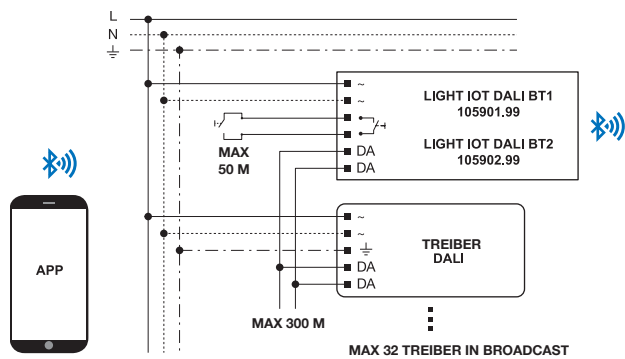 L
N
~
LIGHT IOT DALI BT1
~
105901.99
MAX
50 M
LIGHT IOT DALI BT2
DA
105902.99
DA
APP
~
~
TREIBER
DALI
DA
DA
MAX 300 M
MAX 32 TREIBER IN BROADCAST